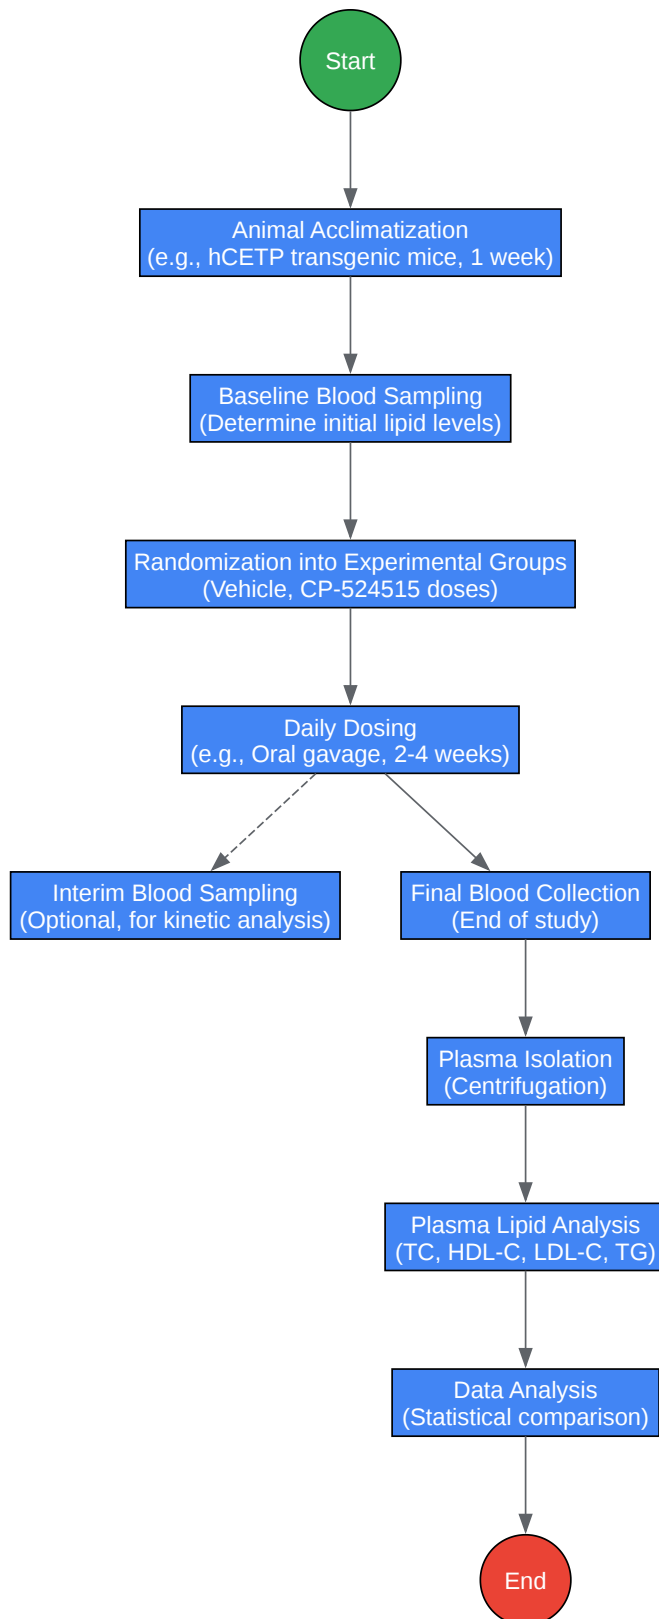 Start
Animal Acclimatization
(e.g., hCETP transgenic mice, 1 week)
Baseline Blood Sampling
(Determine initial lipid levels)
Randomization into Experimental Groups
(Vehicle, CP-524515 doses)
Daily Dosing
(e.g., Oral gavage, 2-4 weeks)
Interim Blood Sampling
(Optional, for kinetic analysis)
Final Blood Collection
(End of study)
Plasma Isolation
(Centrifugation)
Plasma Lipid Analysis
(TC, HDL-C, LDL-C, TG)
Data Analysis
(Statistical comparison)
End